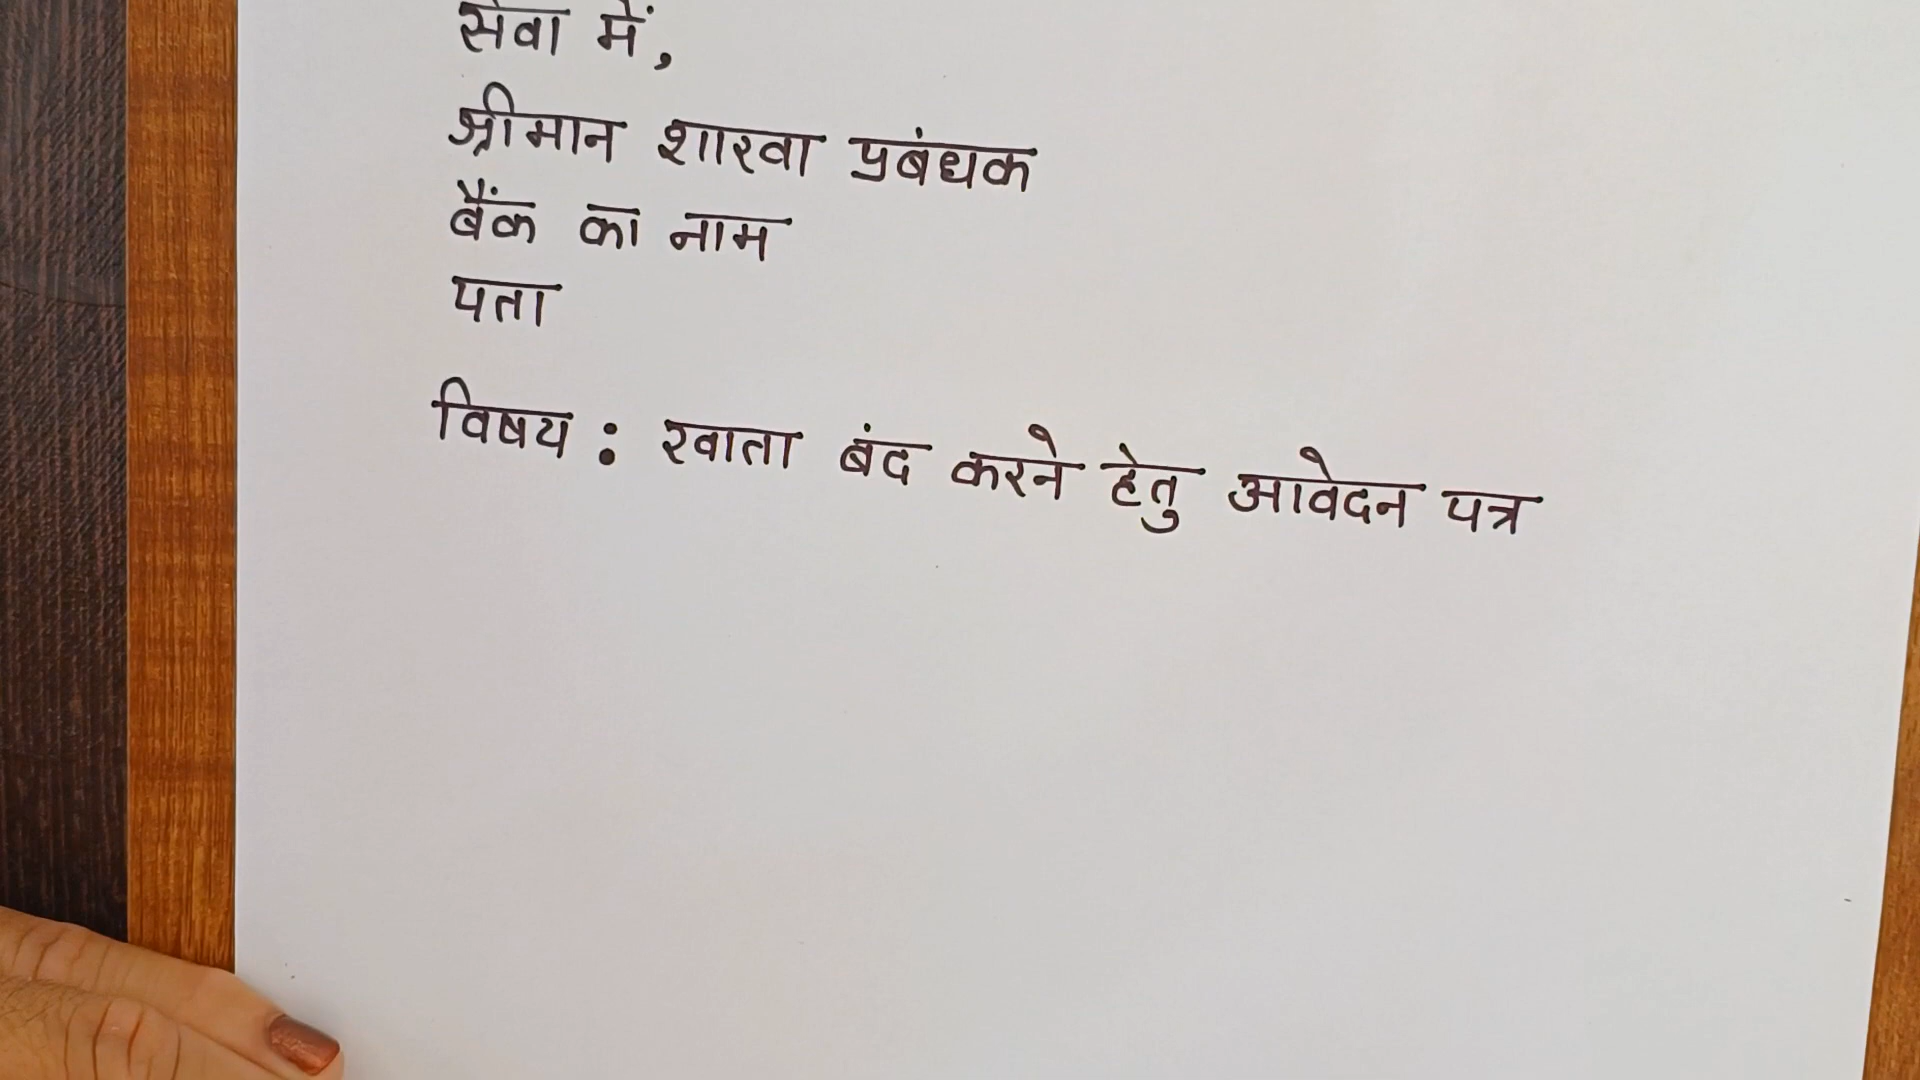 सेवा में,
श्रीमान शाखा प्रबंधक
बैंक का नाम
पता
विषय : खाता बंद करने हेतु आवेदन पत्र